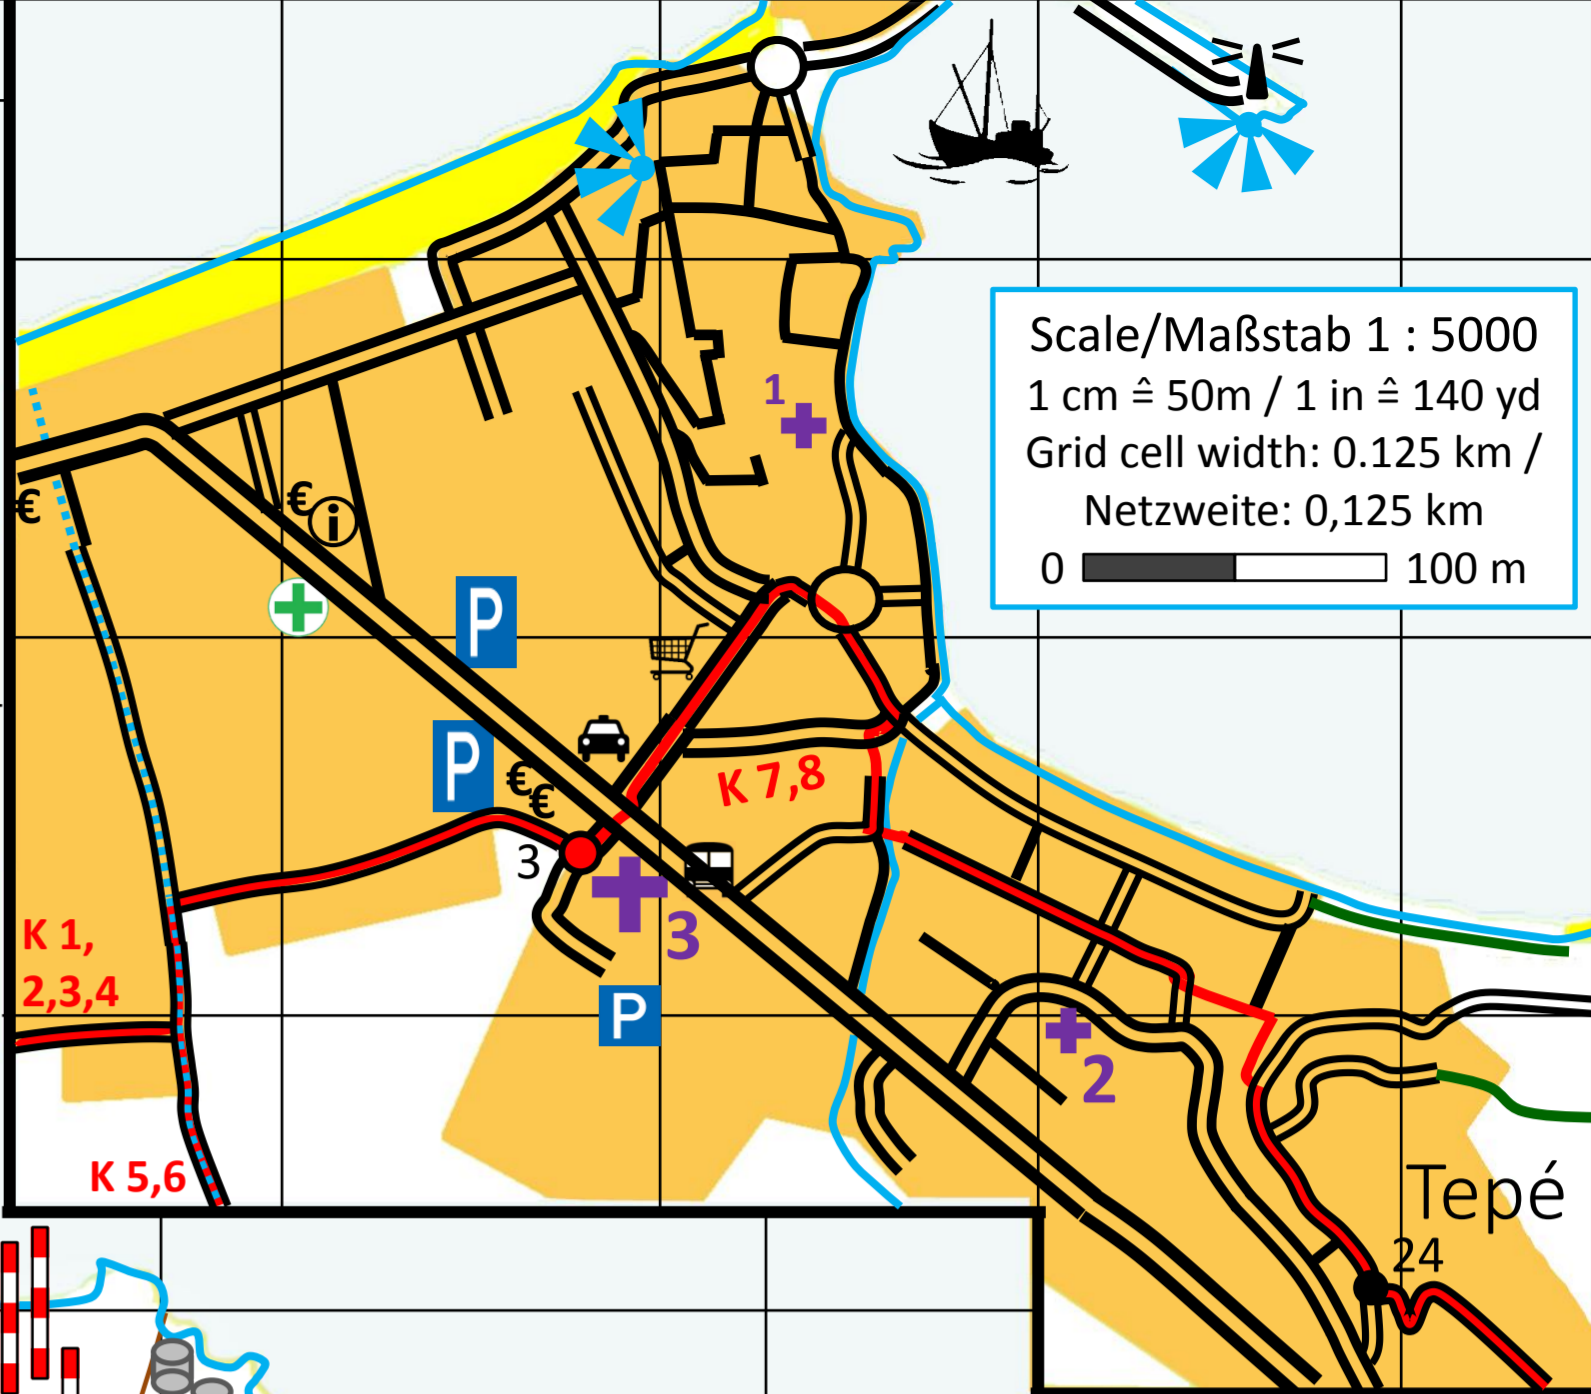 Scale/Maßstab 1 : 5000
1 cm ≙ 50m / 1 in ≙ 140 yd
Grid cell width: 0.125 km /
Netzweite: 0,125 km
0 100 m
1
€
€
i
P
P
€
€
K 7,8
3
3
K 1,
2,3,4
P
2
K 5,6
Tepé
24